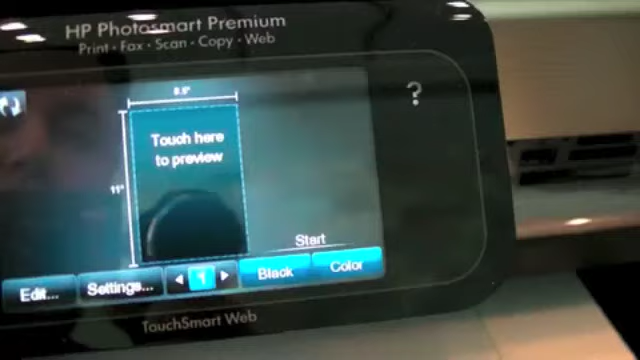 HP Photosmart Premium
Print · Fax · Scan · Copy · Web
8.5"
?
Touch here
to preview
11"
Start
Edit... Settings... 1 Black Color
TouchSmart Web